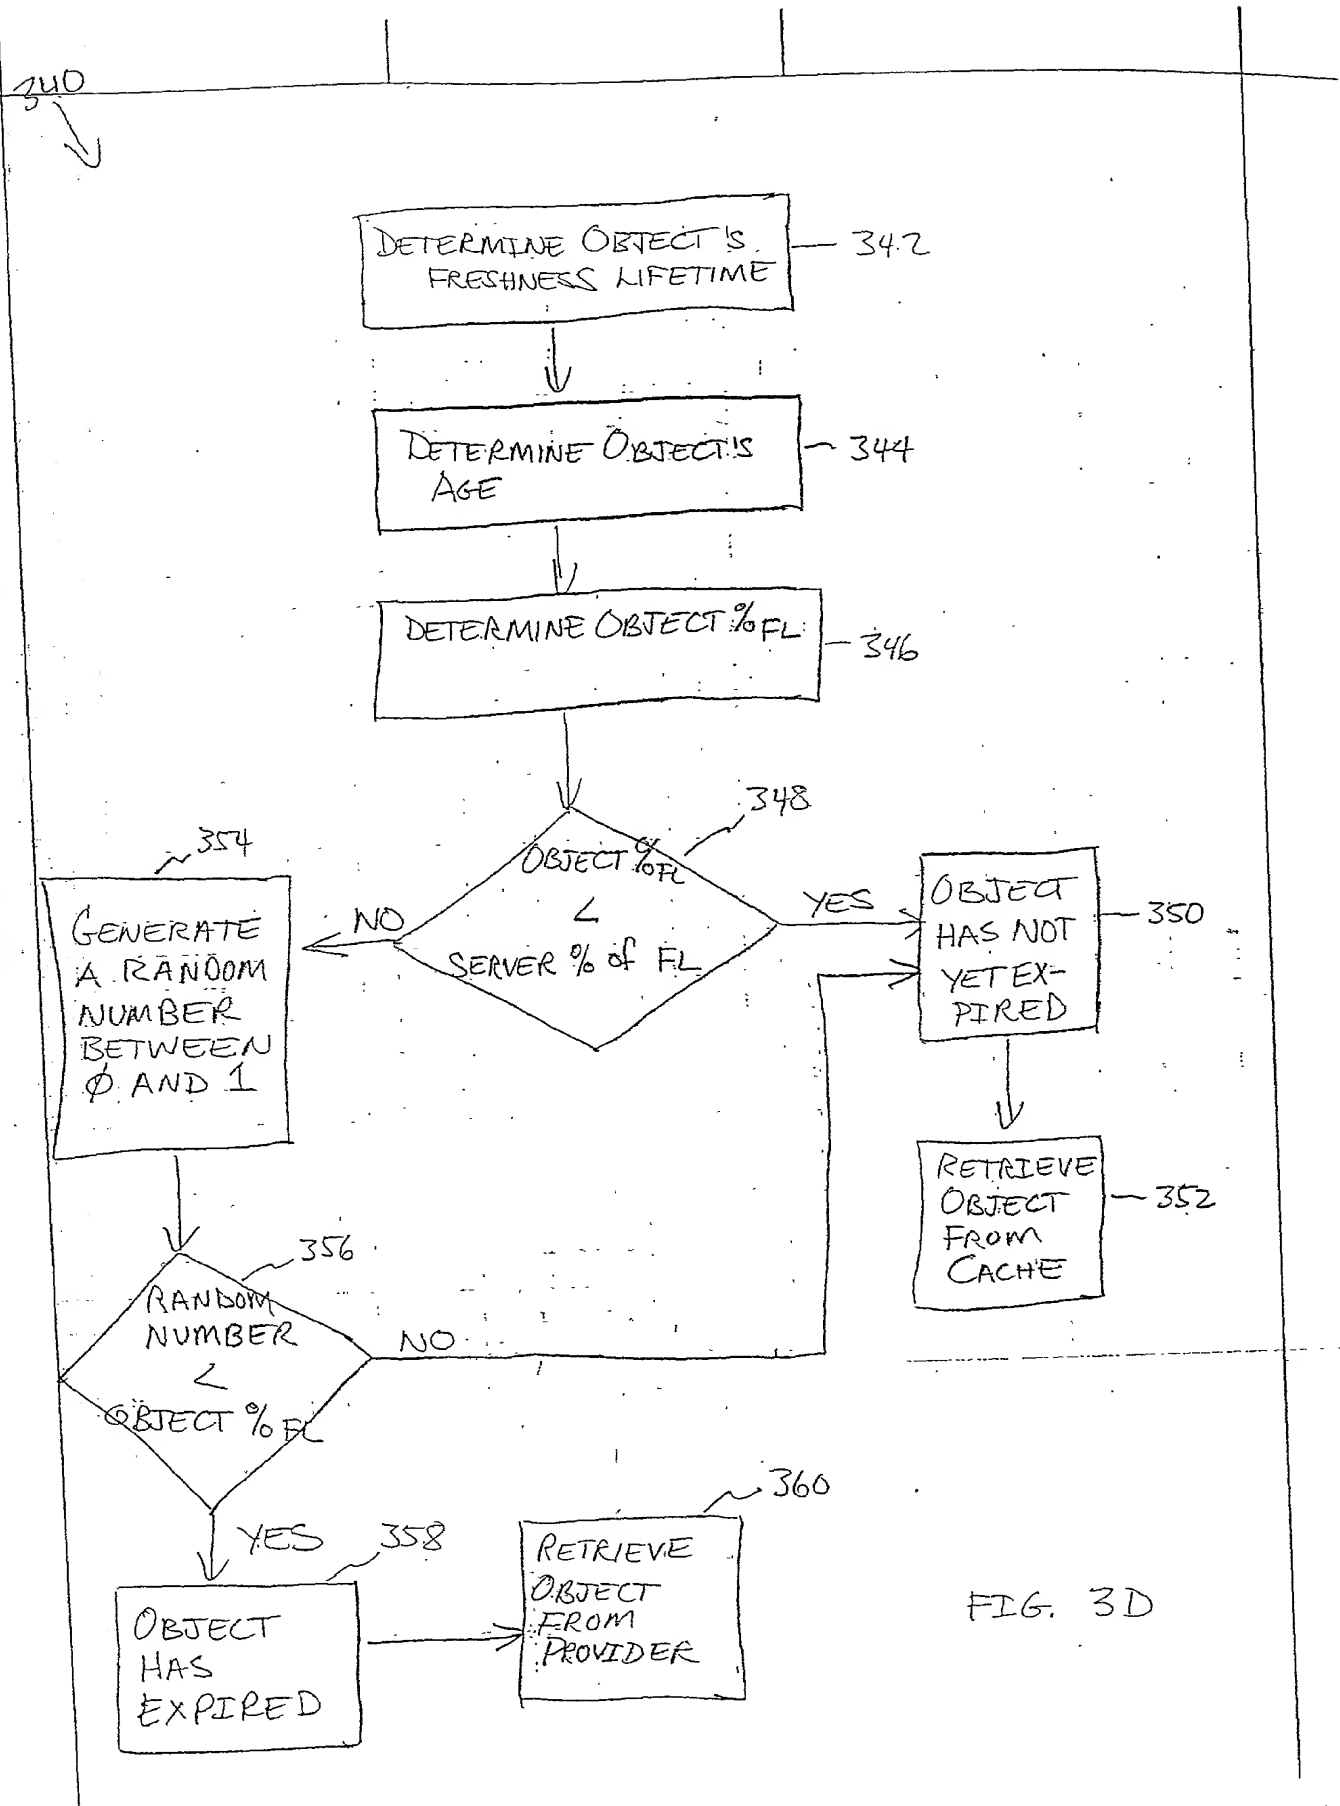 340
DETERMINE OBJECT'S
FRESHNESS LIFETIME
342
DETERMINE OBJECT'S
AGE
344
DETERMINE OBJECT %FL
346
348
OBJECT %FL
<
SERVER % of FL
NO
YES
354
GENERATE
A RANDOM
NUMBER
BETWEEN
0 AND 1
OBJECT
HAS NOT
YET EX-
PIRED
350
RETRIEVE
OBJECT
FROM
CACHE
352
356
RANDOM
NUMBER
<
OBJECT %FL
NO
YES
358
OBJECT
HAS
EXPIRED
360
RETRIEVE
OBJECT
FROM
PROVIDER
FIG. 3D